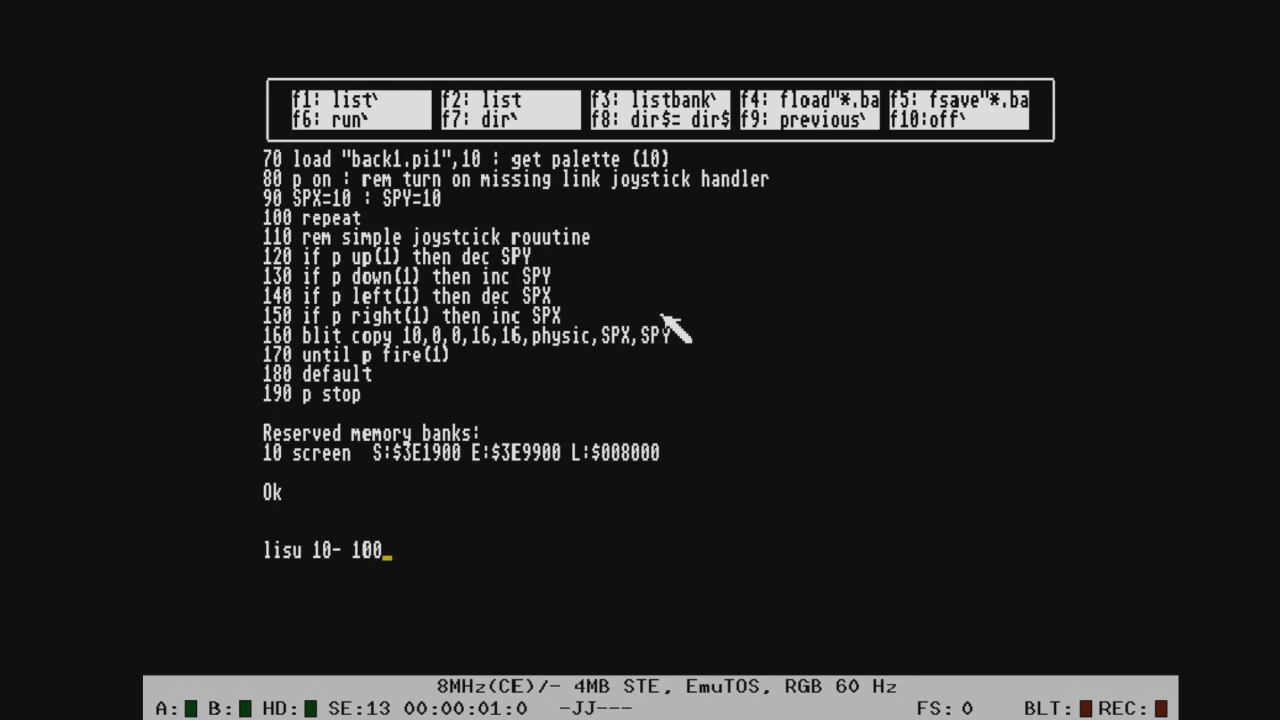 f1: list` f2: list f3: listbank` f4: fload"*.ba f5: fsave"*.ba
f6: run` f7: dir` f8: dir$= dir$ f9: previous` f10:off`
70 load "back1.pi1",10 : get palette (10)
80 p on : rem turn on missing link joystick handler
90 SPX=10 : SPY=10
100 repeat
110 rem simple joystcick rouutine
120 if p up(1) then dec SPY
130 if p down(1) then inc SPY
140 if p left(1) then dec SPX
150 if p right(1) then inc SPX
160 blit copy 10,0,0,16,16,physic,SPX,SPY
170 until p fire(1)
180 default
190 p stop
Reserved memory banks:
10 screen  S:$3E1900 E:$3E9900 L:$008000
Ok
lisu 10- 100_
8MHz(CE)/- 4MB STE, EmuTOS, RGB 60 Hz
A: B: HD: SE:13 00:00:01:0 -JJ--- FS: 0 BLT: REC: